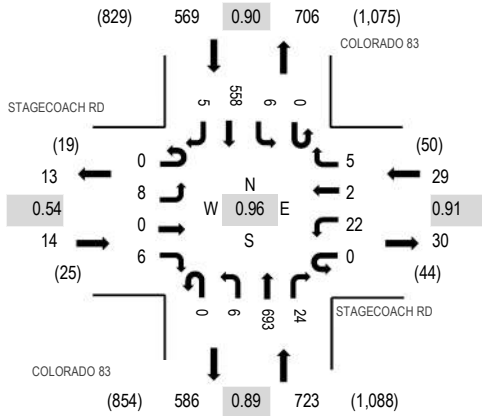 (829) 569 0.90 706 (1,075)
COLORADO 83
STAGECOACH RD
5 558 6 0
(19) 0 5 (50)
13 8 N 2 29
0.54 W 0.96 E 0.91
14 0 S 22 30
(25) 6 0 (44)
0 6 693 24
STAGECOACH RD
COLORADO 83
(854) 586 0.89 723 (1,088)